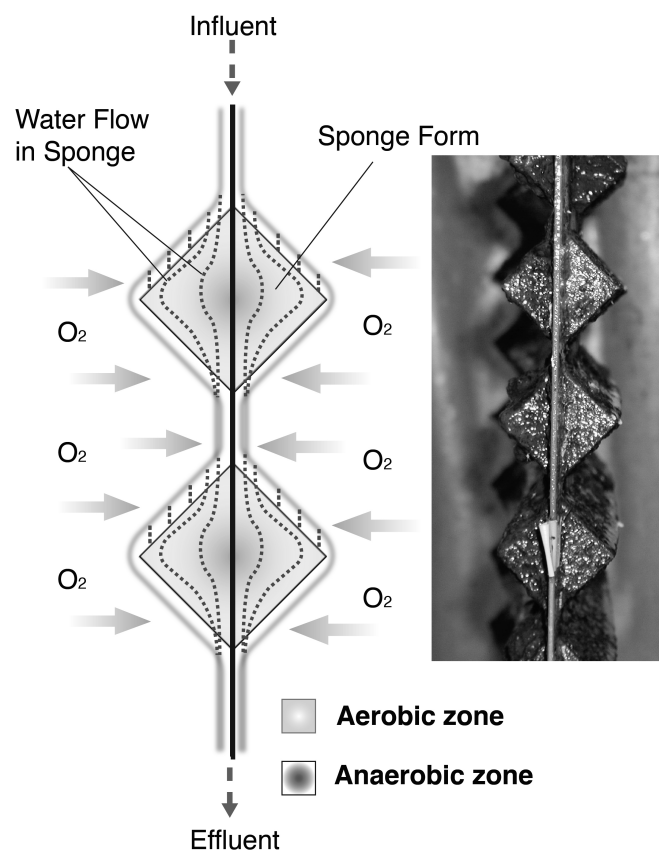 Influent
Water Flow
in Sponge
Sponge Form
O2
O2
O2
O2
O2
O2
Aerobic zone
Anaerobic zone
Effluent